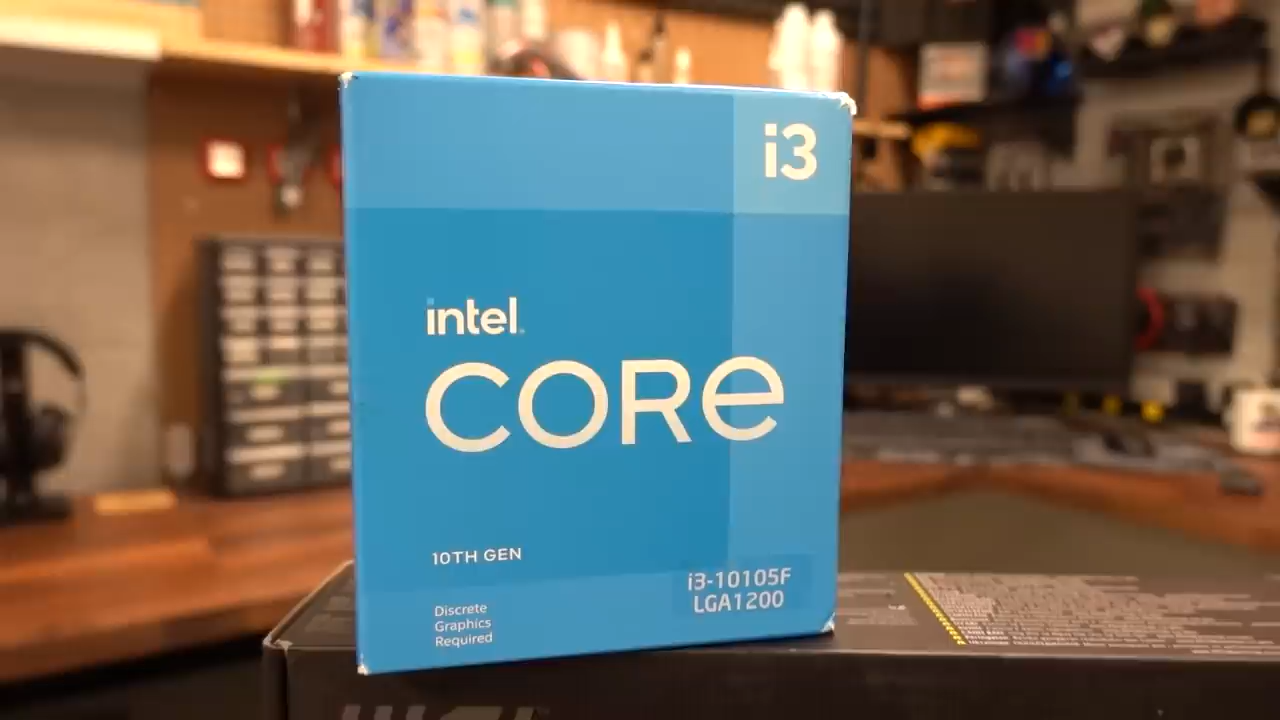 i3
intel
CORe
10TH GEN
i3-10105F
LGA1200
Discrete
Graphics
Required